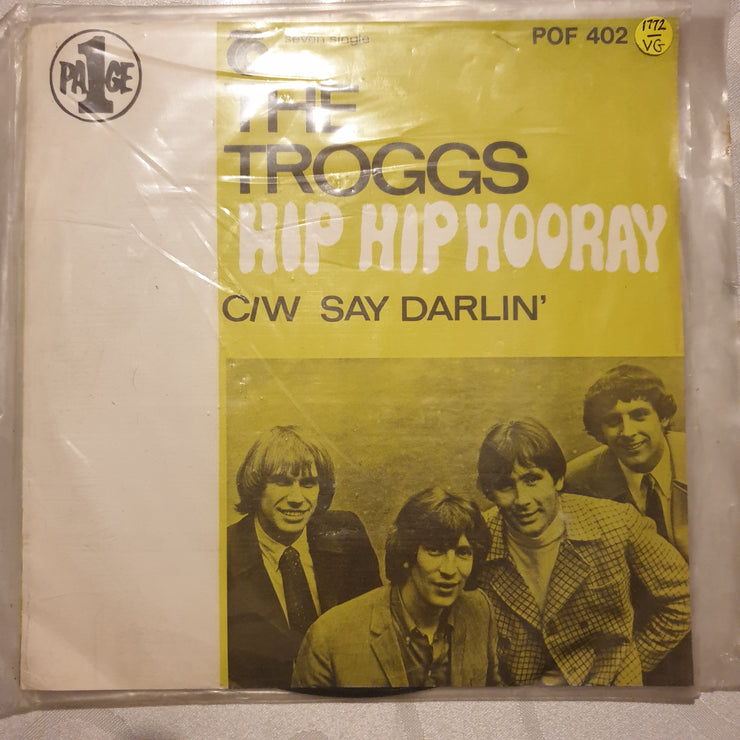 PAGE 1
seven single
POF 402
1772
VG
THE
TROGGS
HIP HIP HOORAY
C/W SAY DARLIN'